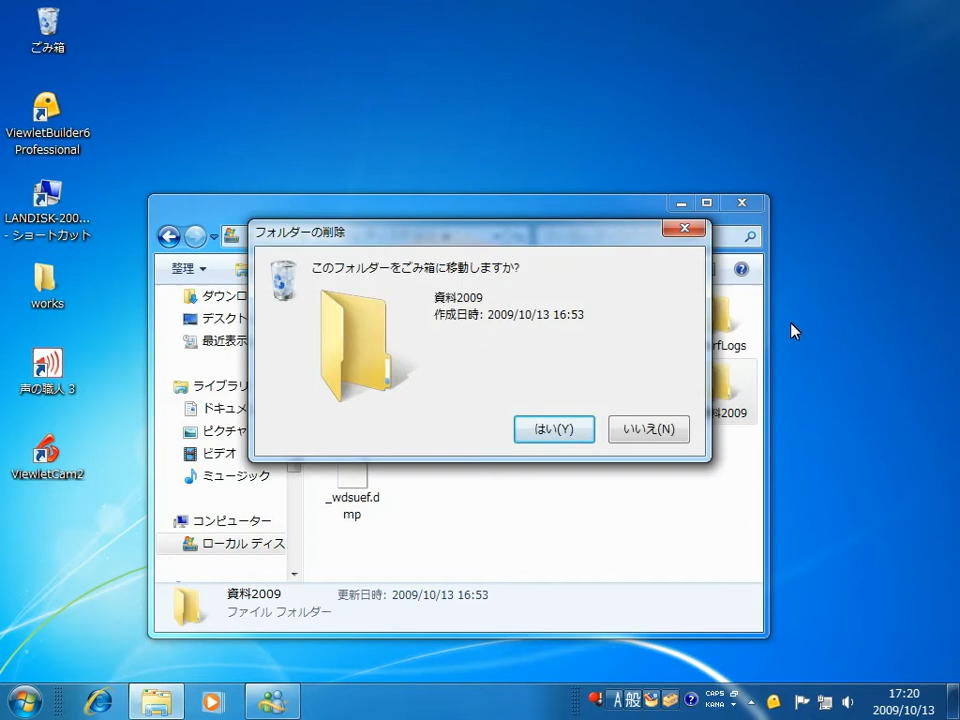 ごみ箱
ViewletBuilder6
Professional
LANDISK-200...
- ショートカット
works
声の職人 3
ViewletCam2
フォルダーの削除
このフォルダーをごみ箱に移動しますか?
資料2009
作成日時: 2009/10/13 16:53
はい(Y)
いいえ(N)
整理
ダウンロ
デスクト
最近表示
ライブラリ
ドキュメ
ピクチャ
ビデオ
ミュージック
コンピューター
ローカル ディス
rfLogs
料2009
_wdsuef.d
mp
資料2009
更新日時: 2009/10/13 16:53
ファイル フォルダー
A 般
CAPS
KANA
17:20
2009/10/13